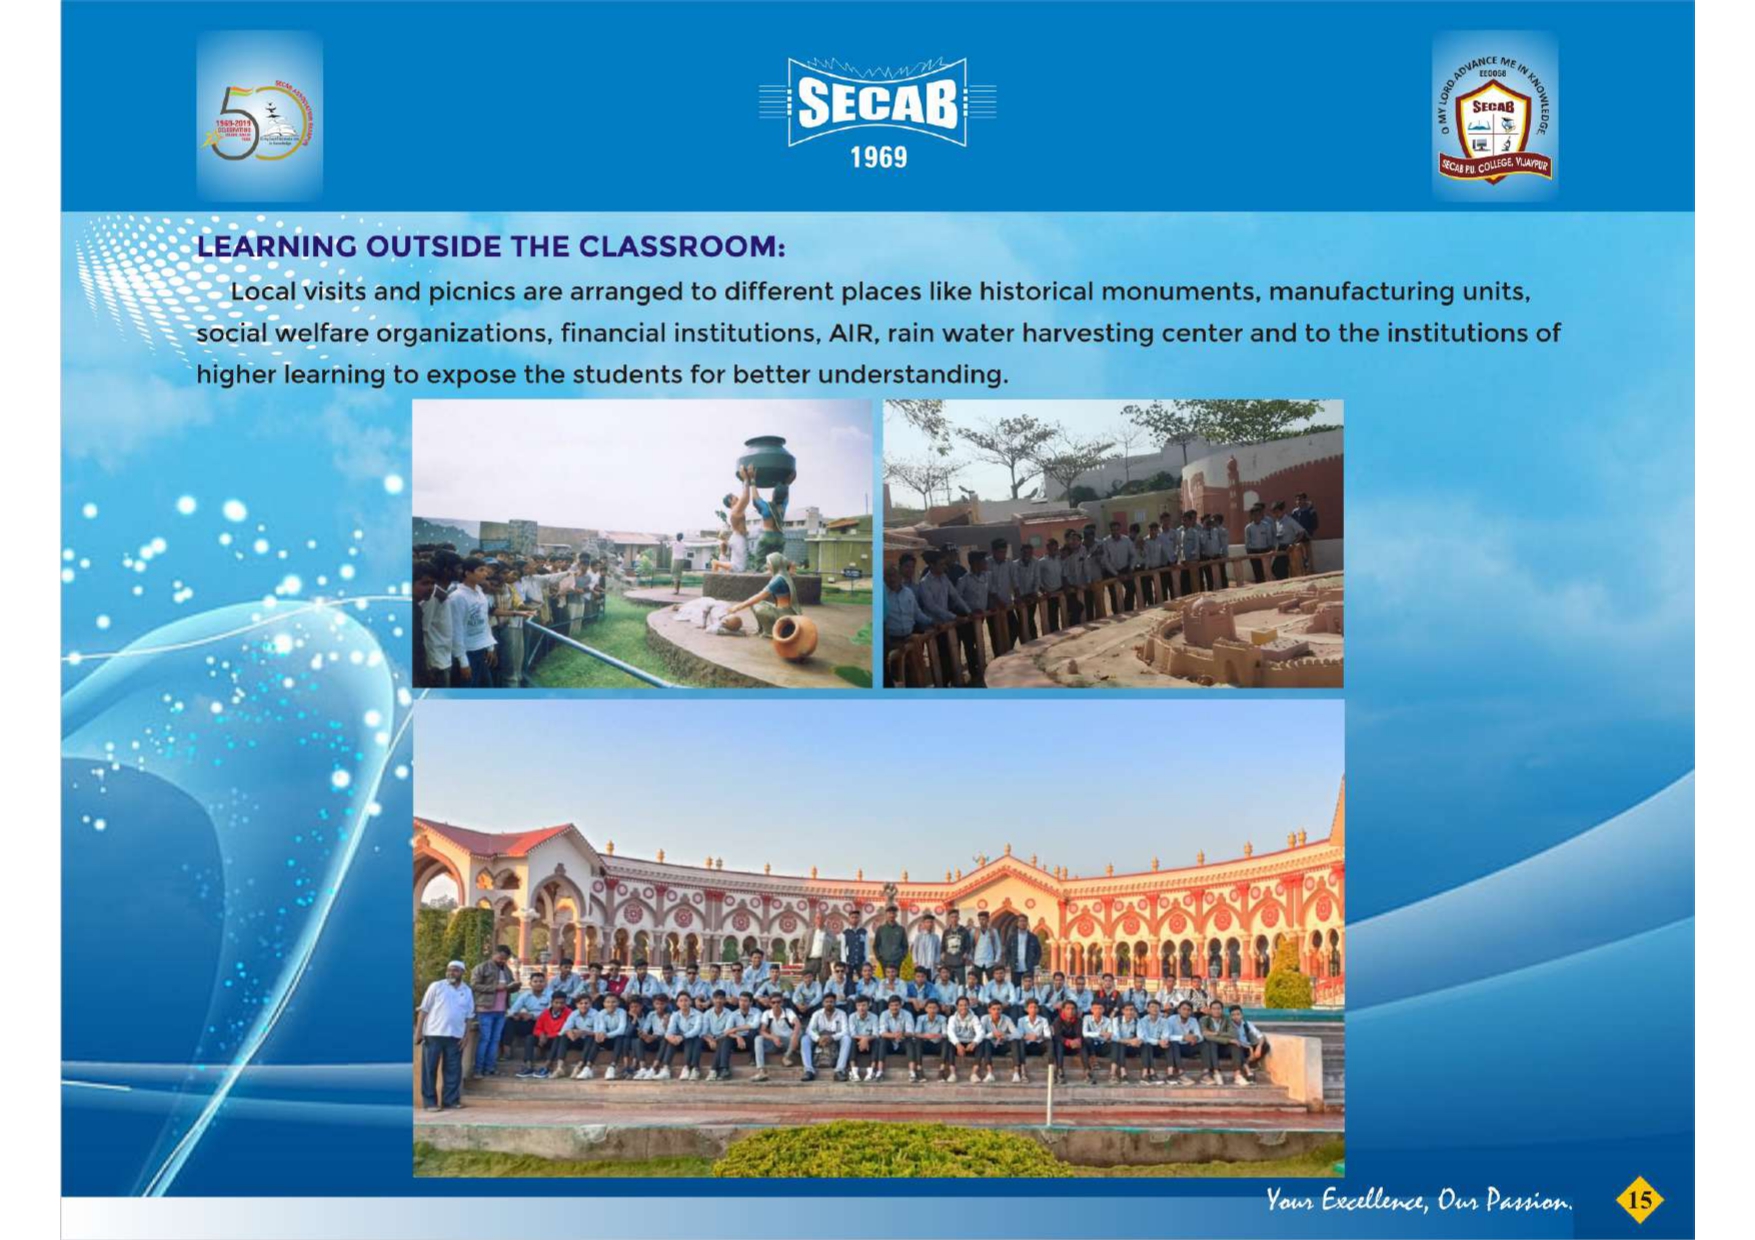 1969-2019
SECAB
1969
O MY LORD ADVANCE ME IN KNOWLEDGE
EE0068
SECAB
SECAB P.U. COLLEGE, VIJAYPUR
LEARNING OUTSIDE THE CLASSROOM:
Local visits and picnics are arranged to different places like historical monuments, manufacturing units,
social welfare organizations, financial institutions, AIR, rain water harvesting center and to the institutions of
higher learning to expose the students for better understanding.
Your Excellence, Our Passion.
15